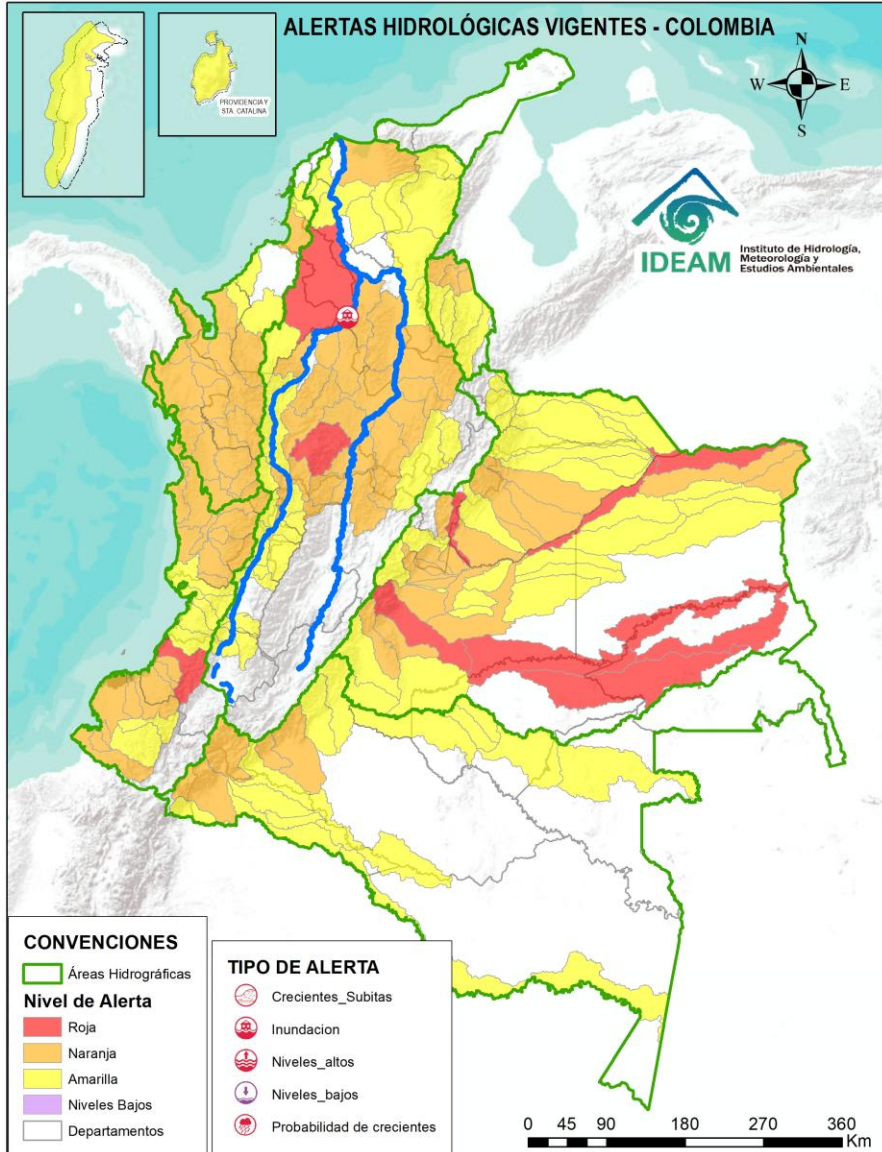 ALERTAS HIDROLÓGICAS VIGENTES - COLOMBIA
N
W
E
S
PROVIDENCIA Y
STA. CATALINA
IDEAM
Instituto de Hidrología,
Meteorología y
Estudios Ambientales
CONVENCIONES
Áreas Hidrográficas
Nivel de Alerta
Roja
Naranja
Amarilla
Niveles Bajos
Departamentos
TIPO DE ALERTA
Crecientes_Subitas
Inundacion
Niveles_altos
Niveles_bajos
Probabilidad de crecientes
0 45 90 180 270 360
Km